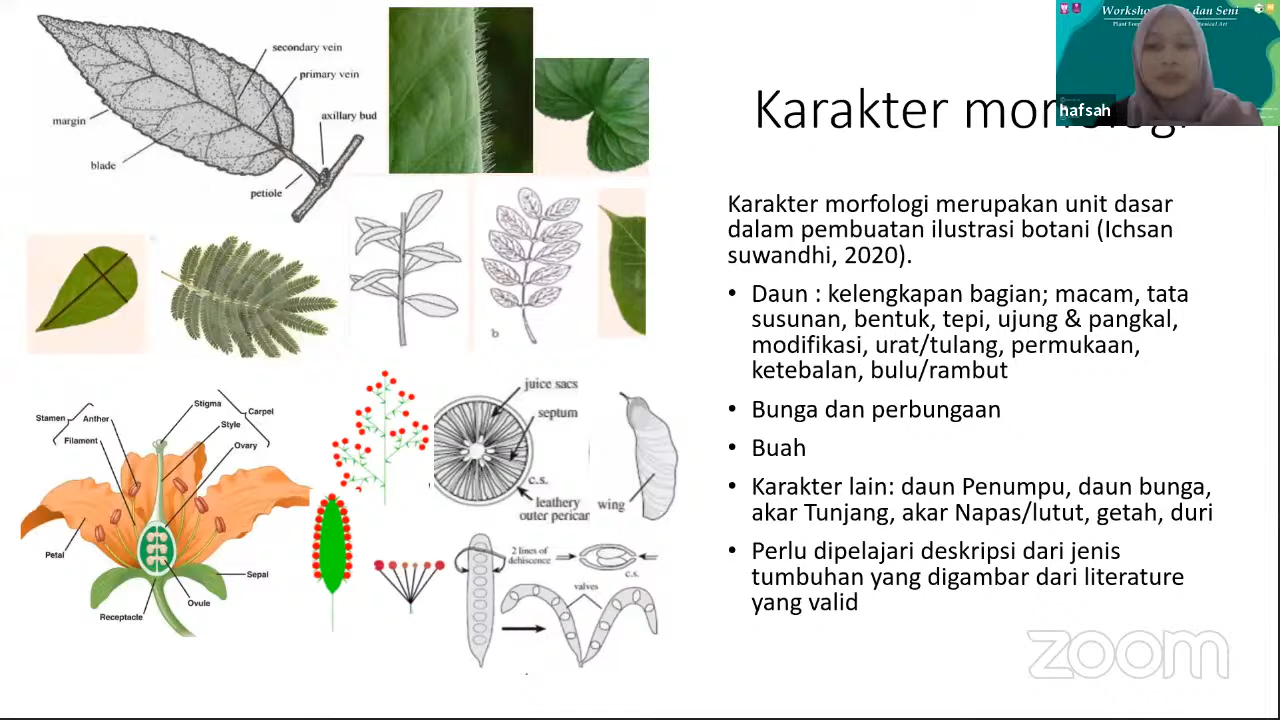 secondary vein
primary vein
axillary bud
margin
blade
petiole
b
Stigma
Carpel
Stamen
Anther
Style
Filament
Ovary
Petal
Sepal
Ovule
Receptacle
juice sacs
septum
c.s.
leathery
outer pericar
wing
2 lines of
dehiscence
c.s.
valves
Workshop
dan Seni
hafsah
Karakter morfologi
Karakter morfologi merupakan unit dasar
dalam pembuatan ilustrasi botani (Ichsan
suwandhi, 2020).
• Daun : kelengkapan bagian; macam, tata
susunan, bentuk, tepi, ujung & pangkal,
modifikasi, urat/tulang, permukaan,
ketebalan, bulu/rambut
• Bunga dan perbungaan
• Buah
• Karakter lain: daun Penumpu, daun bunga,
akar Tunjang, akar Napas/lutut, getah, duri
• Perlu dipelajari deskripsi dari jenis
tumbuhan yang digambar dari literature
yang valid
zoom